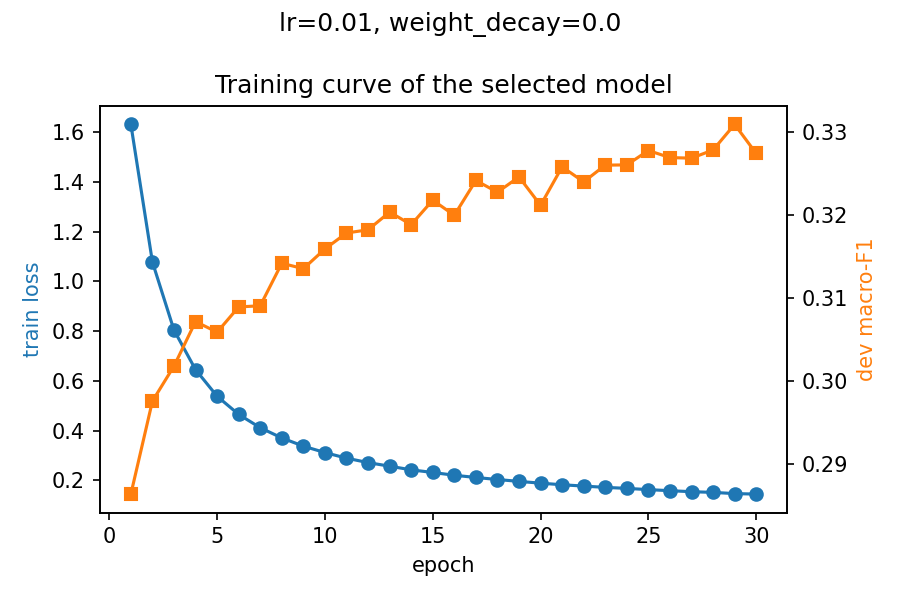 lr=0.01, weight_decay=0.0
Training curve of the selected model
1.6
1.4
1.2
1.0
0.8
0.6
0.4
0.2
train loss
0.33
0.32
0.31
0.30
0.29
dev macro-F1
0 5 10 15 20 25 30
epoch